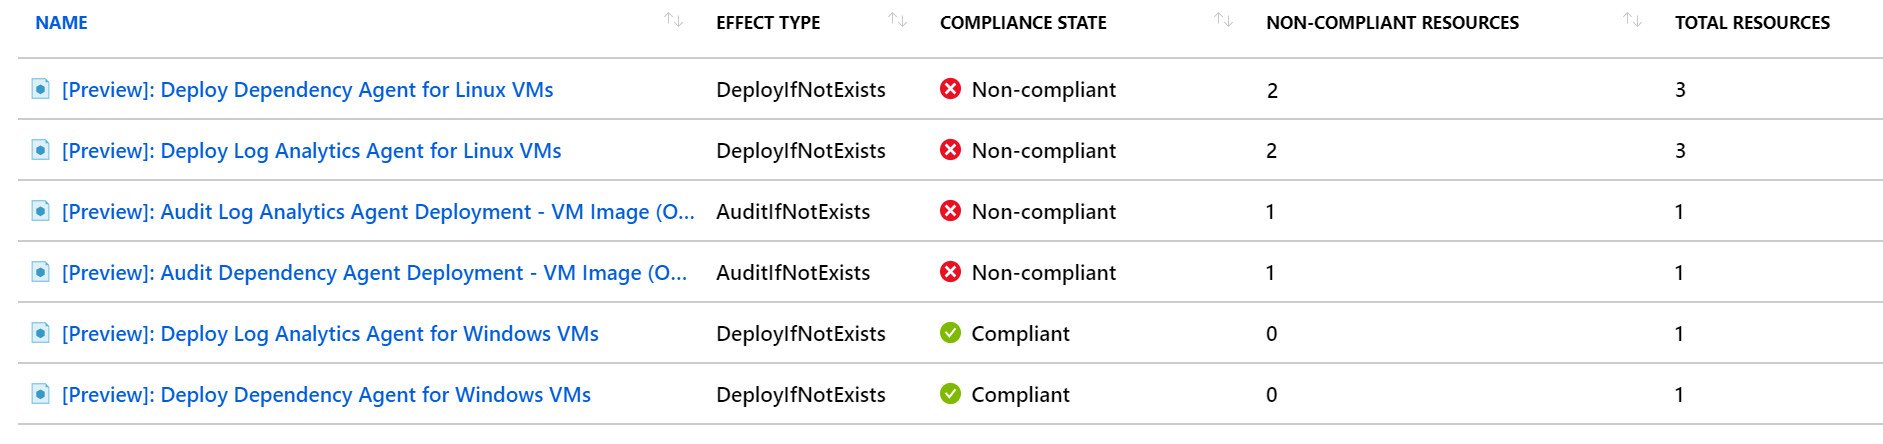 NAME EFFECT TYPE COMPLIANCE STATE NON-COMPLIANT RESOURCES TOTAL RESOURCES
[Preview]: Deploy Dependency Agent for Linux VMs DeployIfNotExists Non-compliant 2 3
[Preview]: Deploy Log Analytics Agent for Linux VMs DeployIfNotExists Non-compliant 2 3
[Preview]: Audit Log Analytics Agent Deployment - VM Image (O... AuditIfNotExists Non-compliant 1 1
[Preview]: Audit Dependency Agent Deployment - VM Image (O... AuditIfNotExists Non-compliant 1 1
[Preview]: Deploy Log Analytics Agent for Windows VMs DeployIfNotExists Compliant 0 1
[Preview]: Deploy Dependency Agent for Windows VMs DeployIfNotExists Compliant 0 1